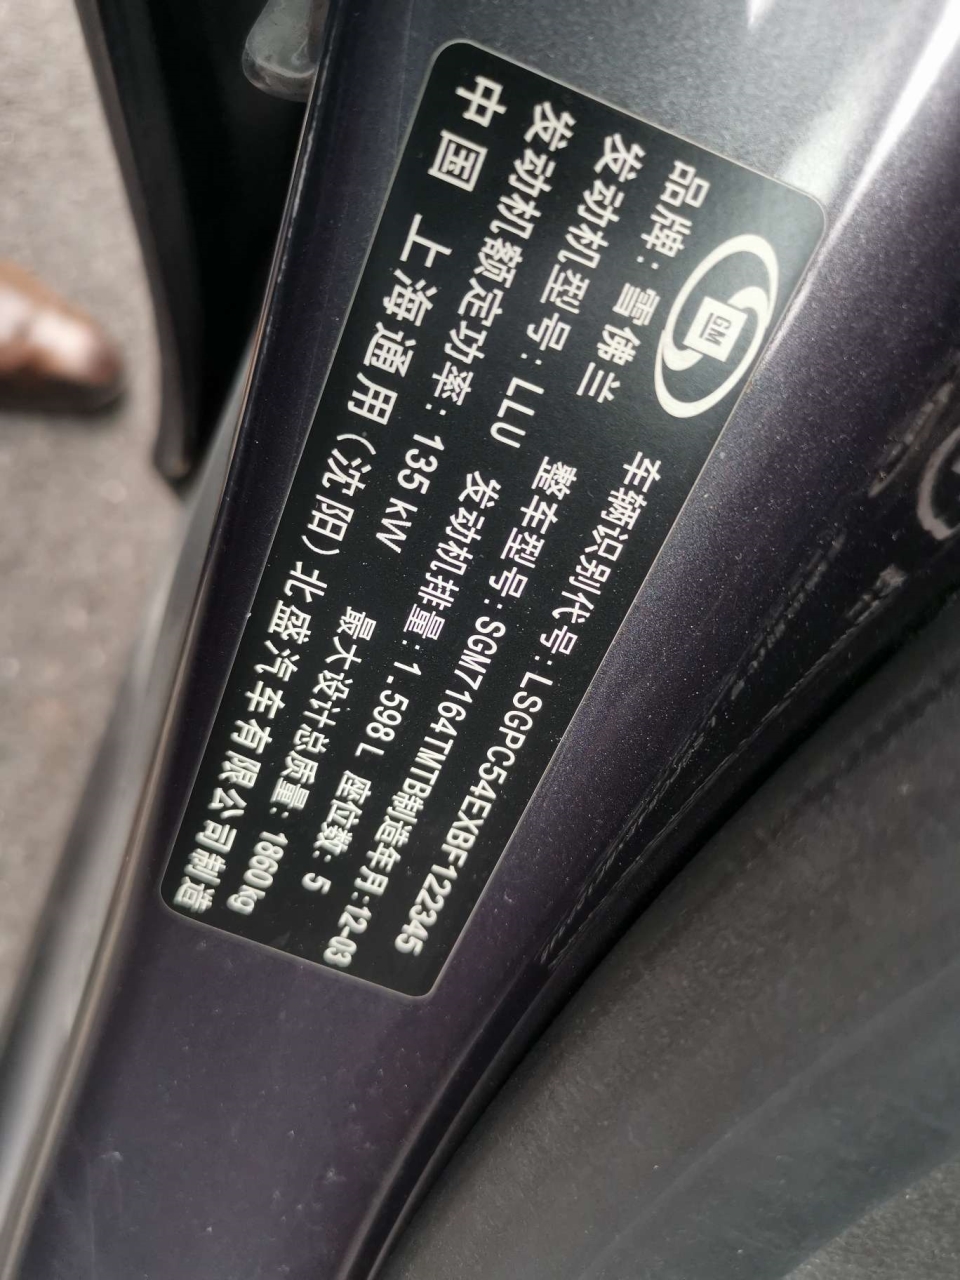 GM
品牌：雪佛兰 车辆识别代号：LSGPC54EXBF122345
发动机型号：LLU 整车型号：SGM7164TMTB制造年月：12-03
发动机额定功率：135kW 发动机排量：1.598L 座位数：5
最大设计总质量：1860kg
中国 上海通用（沈阳）北盛汽车有限公司制造